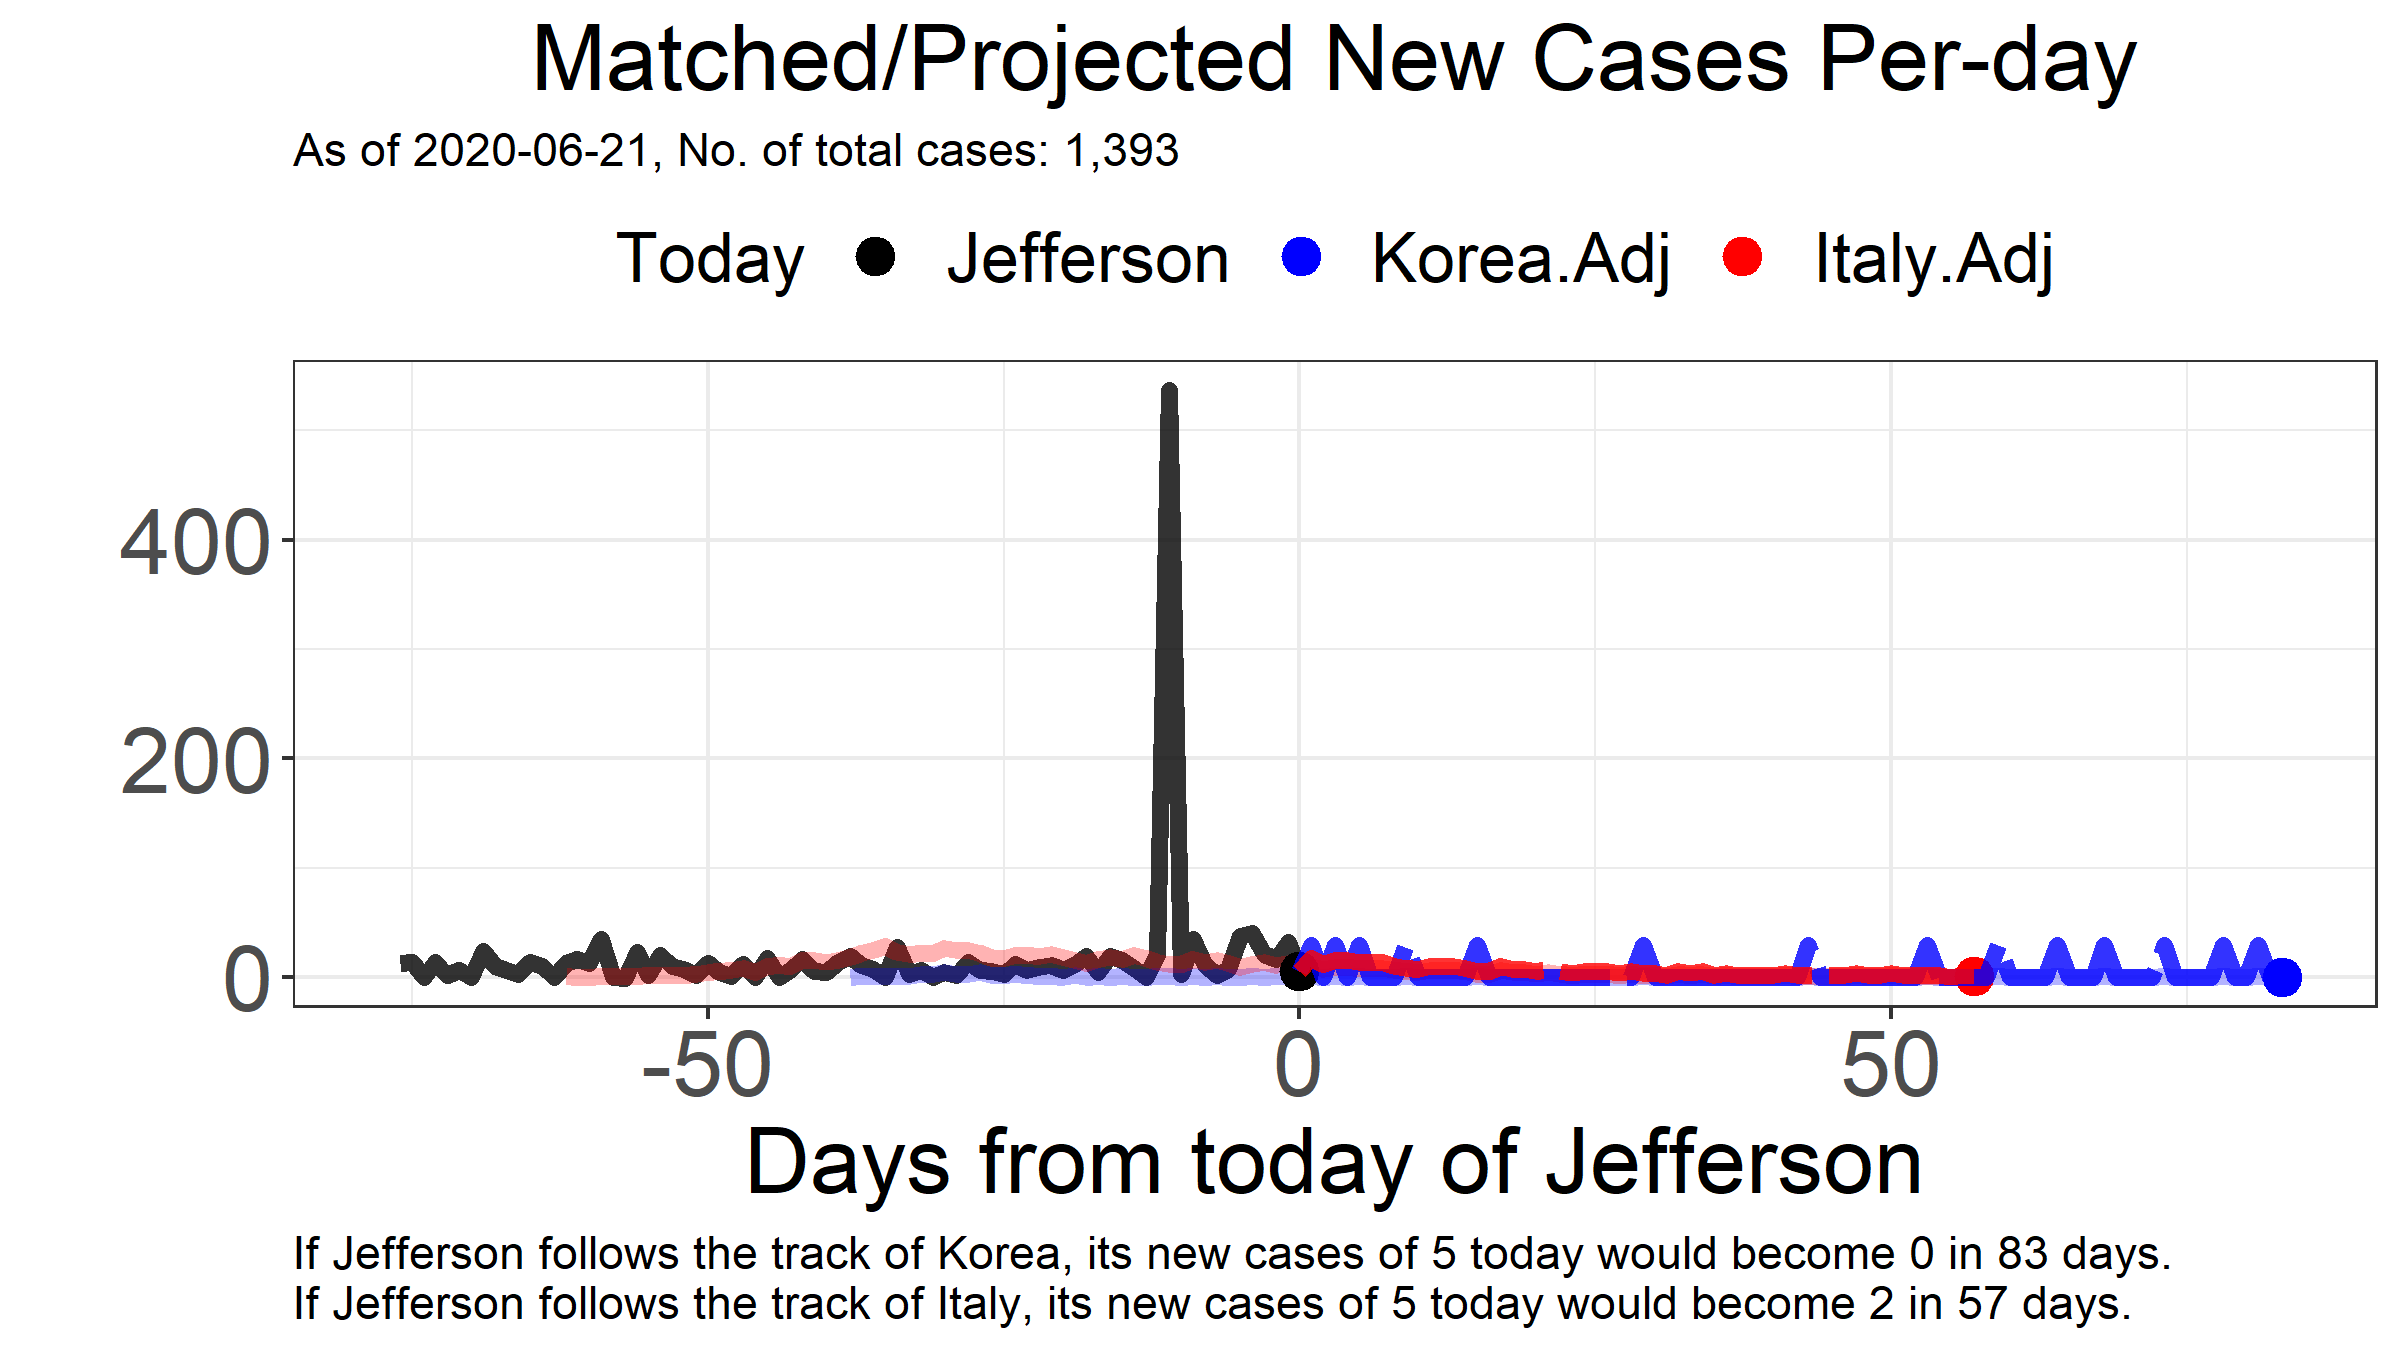 Matched/Projected New Cases Per-day
As of 2020-06-21, No. of total cases: 1,393
Today Jefferson Korea.Adj Italy.Adj
400
200
0
-50 0 50
Days from today of Jefferson
If Jefferson follows the track of Korea, its new cases of 5 today would become 0 in 83 days.
If Jefferson follows the track of Italy, its new cases of 5 today would become 2 in 57 days.